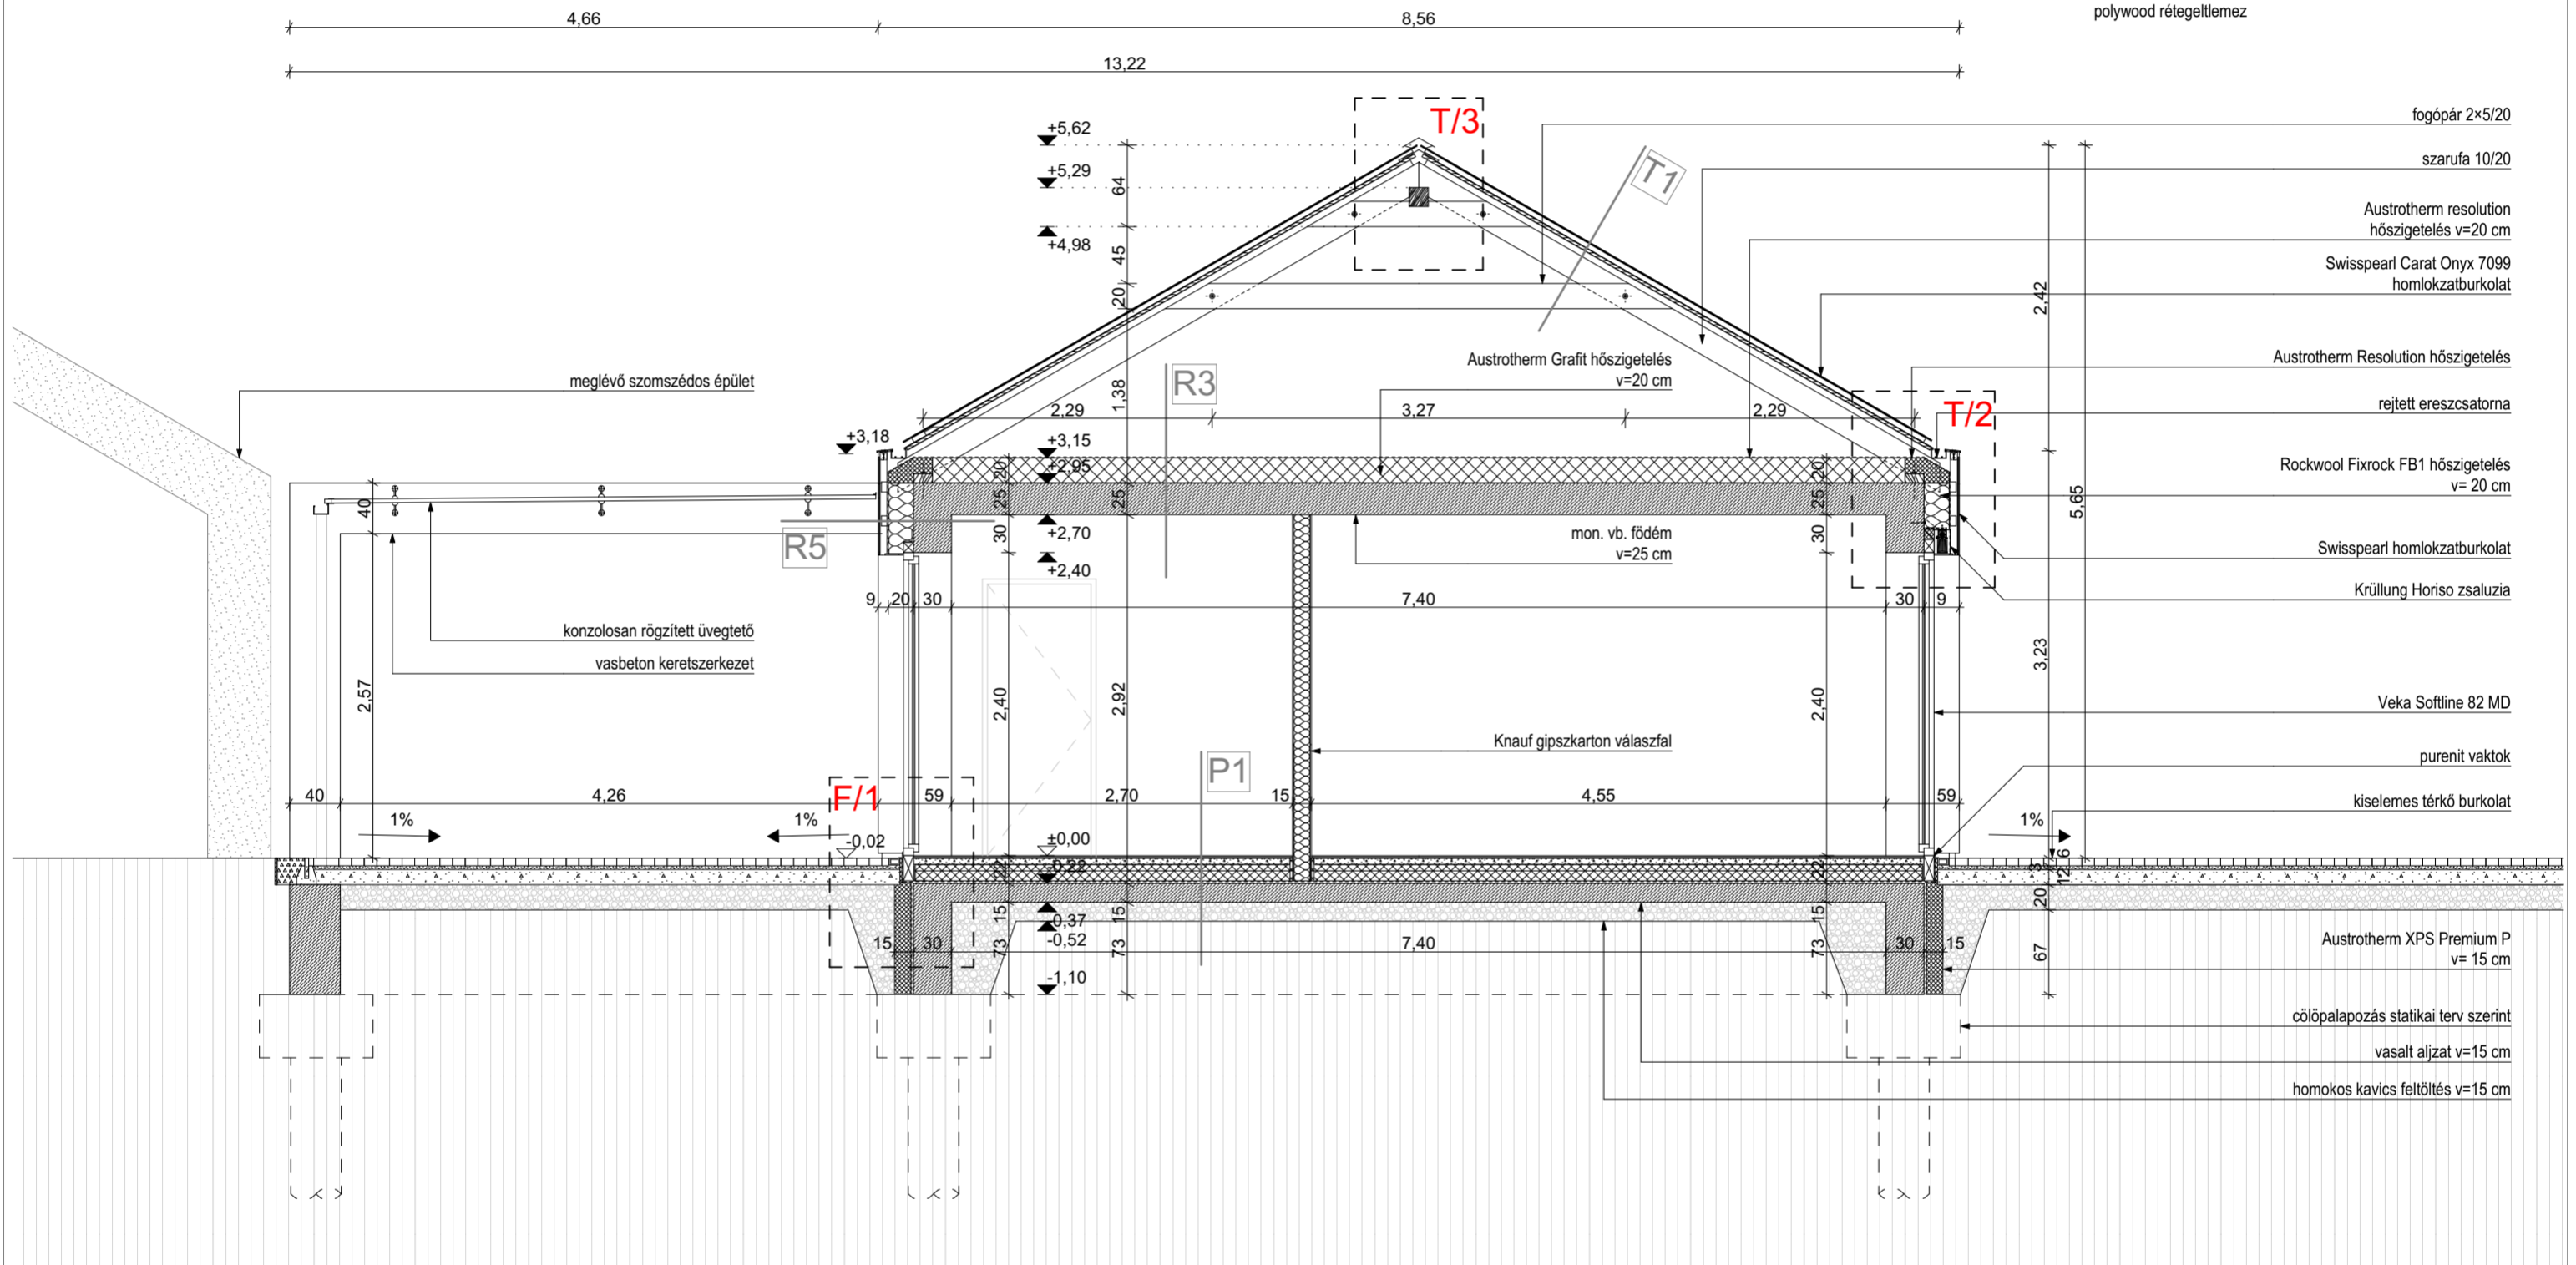 4,66
8,56
polywood rétegeltlemez
13,22
T/3
fogópár 2×5/20
+5,62
szarufa 10/20
+5,29
64
T1
Austrotherm resolution
hőszigetelés v=20 cm
+4,98
45
Swisspearl Carat Onyx 7099
homlokzatburkolat
20
2,42
Austrotherm Grafit hőszigetelés
v=20 cm
Austrotherm Resolution hőszigetelés
meglévő szomszédos épület
R3
1,38
rejtett ereszcsatorna
2,29
3,27
2,29
T/2
+3,18
+3,15
20
+2,95
20
Rockwool Fixrock FB1 hőszigetelés
v= 20 cm
40
25
25
25
5,65
R5
30
+2,70
mon. vb. födém
v=25 cm
30
Swisspearl homlokzatburkolat
+2,40
Krüllung Horiso zsaluzia
9
20
30
7,40
30
9
konzolosan rögzített üvegtető
vasbeton keretszerkezet
3,23
2,57
2,40
2,92
2,40
Veka Softline 82 MD
Knauf gipszkarton válaszfal
purenit vaktok
P1
F/1
40
4,26
59
2,70
15
4,55
59
kiselemes térkő burkolat
1%
1%
1%
-0,02
±0,00
22
-0,22
22
3
6
12
20
15
-0,37
15
15
15
30
73
-0,52
73
7,40
73
30
15
67
Austrotherm XPS Premium P
v= 15 cm
-1,10
cölöpalapozás statikai terv szerint
vasalt aljzat v=15 cm
homokos kavics feltöltés v=15 cm